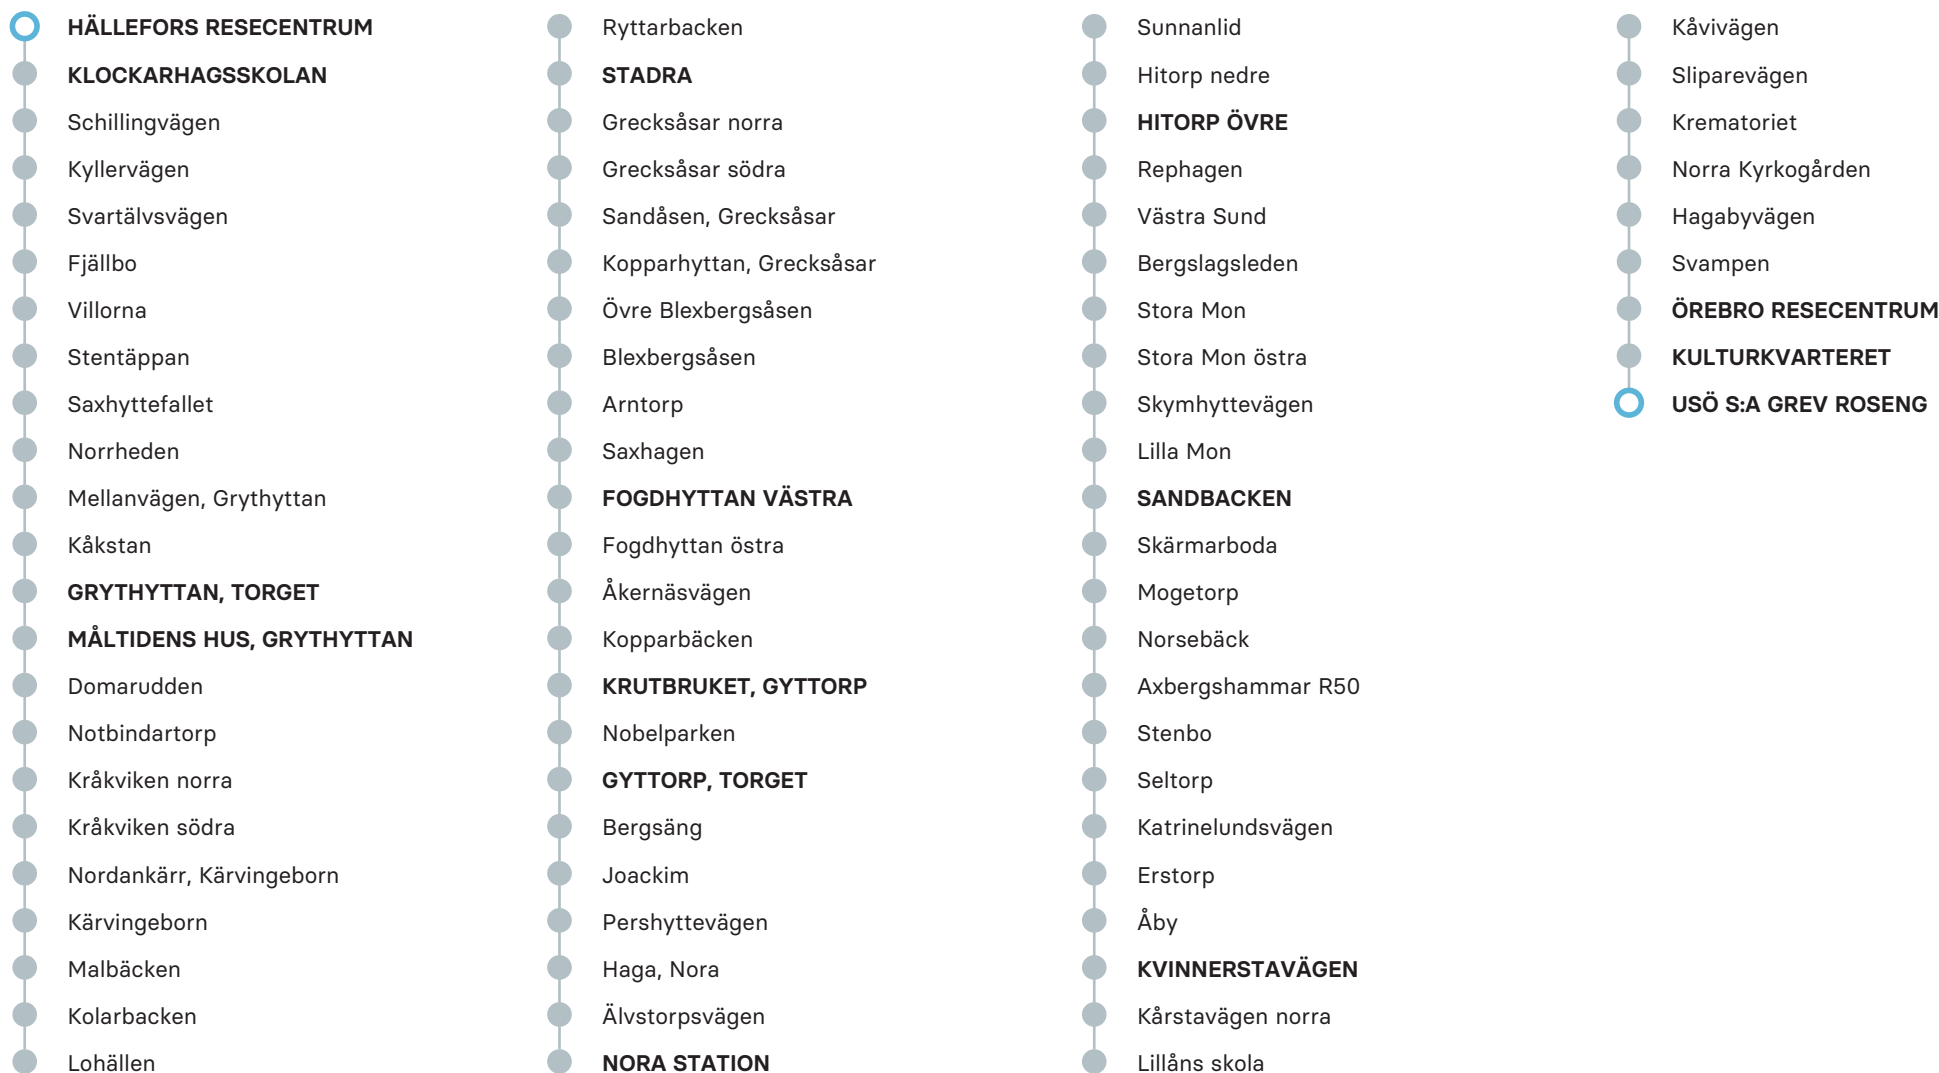 HÄLLEFORS RESECENTRUM
KLOCKARHAGSSKOLAN
Schillingvägen
Kyllervägen
Svartälvsvägen
Fjällbo
Villorna
Stentäppan
Saxhyttefallet
Norrheden
Mellanvägen, Grythyttan
Kåkstan
GRYTHYTTAN, TORGET
MÅLTIDENS HUS, GRYTHYTTAN
Domarudden
Notbindartorp
Kråkviken norra
Kråkviken södra
Nordankärr, Kärvingeborn
Kärvingeborn
Malbäcken
Kolarbacken
Lohällen
Ryttarbacken
STADRA
Grecksåsar norra
Grecksåsar södra
Sandåsen, Grecksåsar
Kopparhyttan, Grecksåsar
Övre Blexbergsåsen
Blexbergsåsen
Arntorp
Saxhagen
FOGDHYTTAN VÄSTRA
Fogdhyttan östra
Åkernäsvägen
Kopparbäcken
KRUTBRUKET, GYTTORP
Nobelparken
GYTTORP, TORGET
Bergsäng
Joackim
Pershyttevägen
Haga, Nora
Älvstorpsvägen
NORA STATION
Sunnanlid
Hitorp nedre
HITORP ÖVRE
Rephagen
Västra Sund
Bergslagsleden
Stora Mon
Stora Mon östra
Skymhyttevägen
Lilla Mon
SANDBACKEN
Skärmarboda
Mogetorp
Norsebäck
Axbergshammar R50
Stenbo
Seltorp
Katrinelundsvägen
Erstorp
Åby
KVINNERSTAVÄGEN
Kårstavägen norra
Lillåns skola
Kåvivägen
Sliparevägen
Krematoriet
Norra Kyrkogården
Hagabyvägen
Svampen
ÖREBRO RESECENTRUM
KULTURKVARTERET
USÖ S:A GREV ROSENG